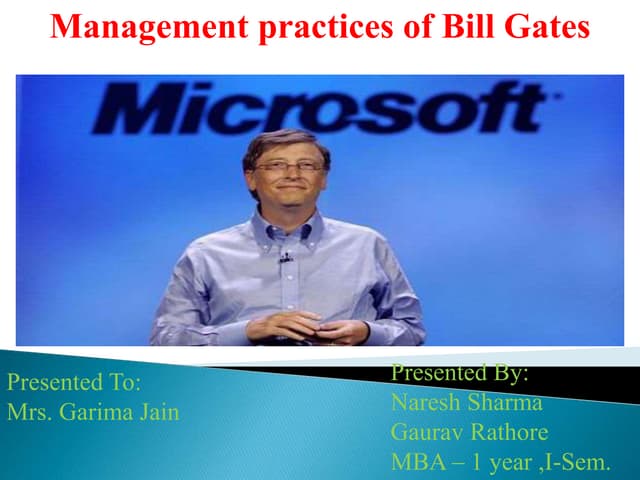 Management practices of Bill Gates
Microsoft
Presented To:
Mrs. Garima Jain
Presented By:
Naresh Sharma
Gaurav Rathore
MBA – 1 year ,I-Sem.